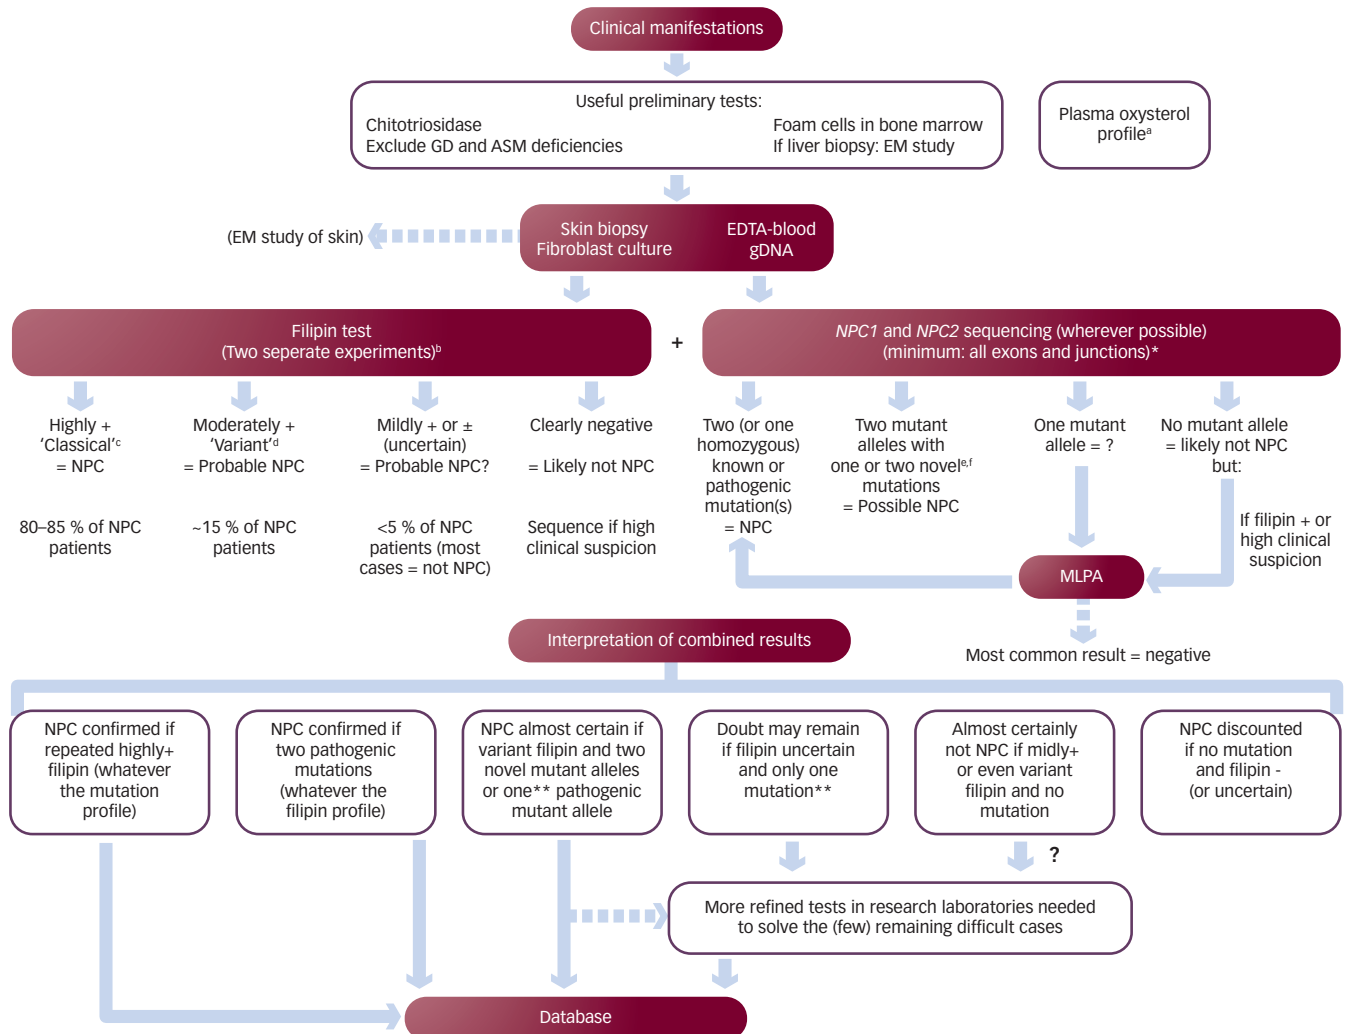 Clinical manifestations
Useful preliminary tests:
Chitotriosidase
Exclude GD and ASM deficiencies
Foam cells in bone marrow
If liver biopsy: EM study
Plasma oxysterol
profileᵃ
(EM study of skin)
Skin biopsy
Fibroblast culture
EDTA-blood
gDNA
Filipin test
(Two seperate experiments)ᵇ
+
NPC1 and NPC2 sequencing (wherever possible)
(minimum: all exons and junctions)*
Highly +
'Classical'ᶜ
= NPC
80–85 % of NPC
patients
Moderately +
'Variant'ᵈ
= Probable NPC
~15 % of NPC
patients
Mildly + or ±
(uncertain)
= Probable NPC?
<5 % of NPC
patients (most
cases = not NPC)
Clearly negative
= Likely not NPC
Sequence if high
clinical suspicion
Two (or one
homozygous)
known or
pathogenic
mutation(s)
= NPC
Two mutant
alleles with
one or two novelᵉ,ᶠ
mutations
= Possible NPC
One mutant
allele = ?
No mutant allele
= likely not NPC
but:
If filipin + or
high clinical
suspicion
MLPA
Most common result = negative
Interpretation of combined results
NPC confirmed if
repeated highly+
filipin (whatever
the mutation
profile)
NPC confirmed if
two pathogenic
mutations
(whatever the
filipin profile)
NPC almost certain if
variant filipin and two
novel mutant alleles
or one** pathogenic
mutant allele
Doubt may remain
if filipin uncertain
and only one
mutation**
Almost certainly
not NPC if midly+
or even variant
filipin and no
mutation
NPC discounted
if no mutation
and filipin -
(or uncertain)
?
More refined tests in research laboratories needed
to solve the (few) remaining difficult cases
Database